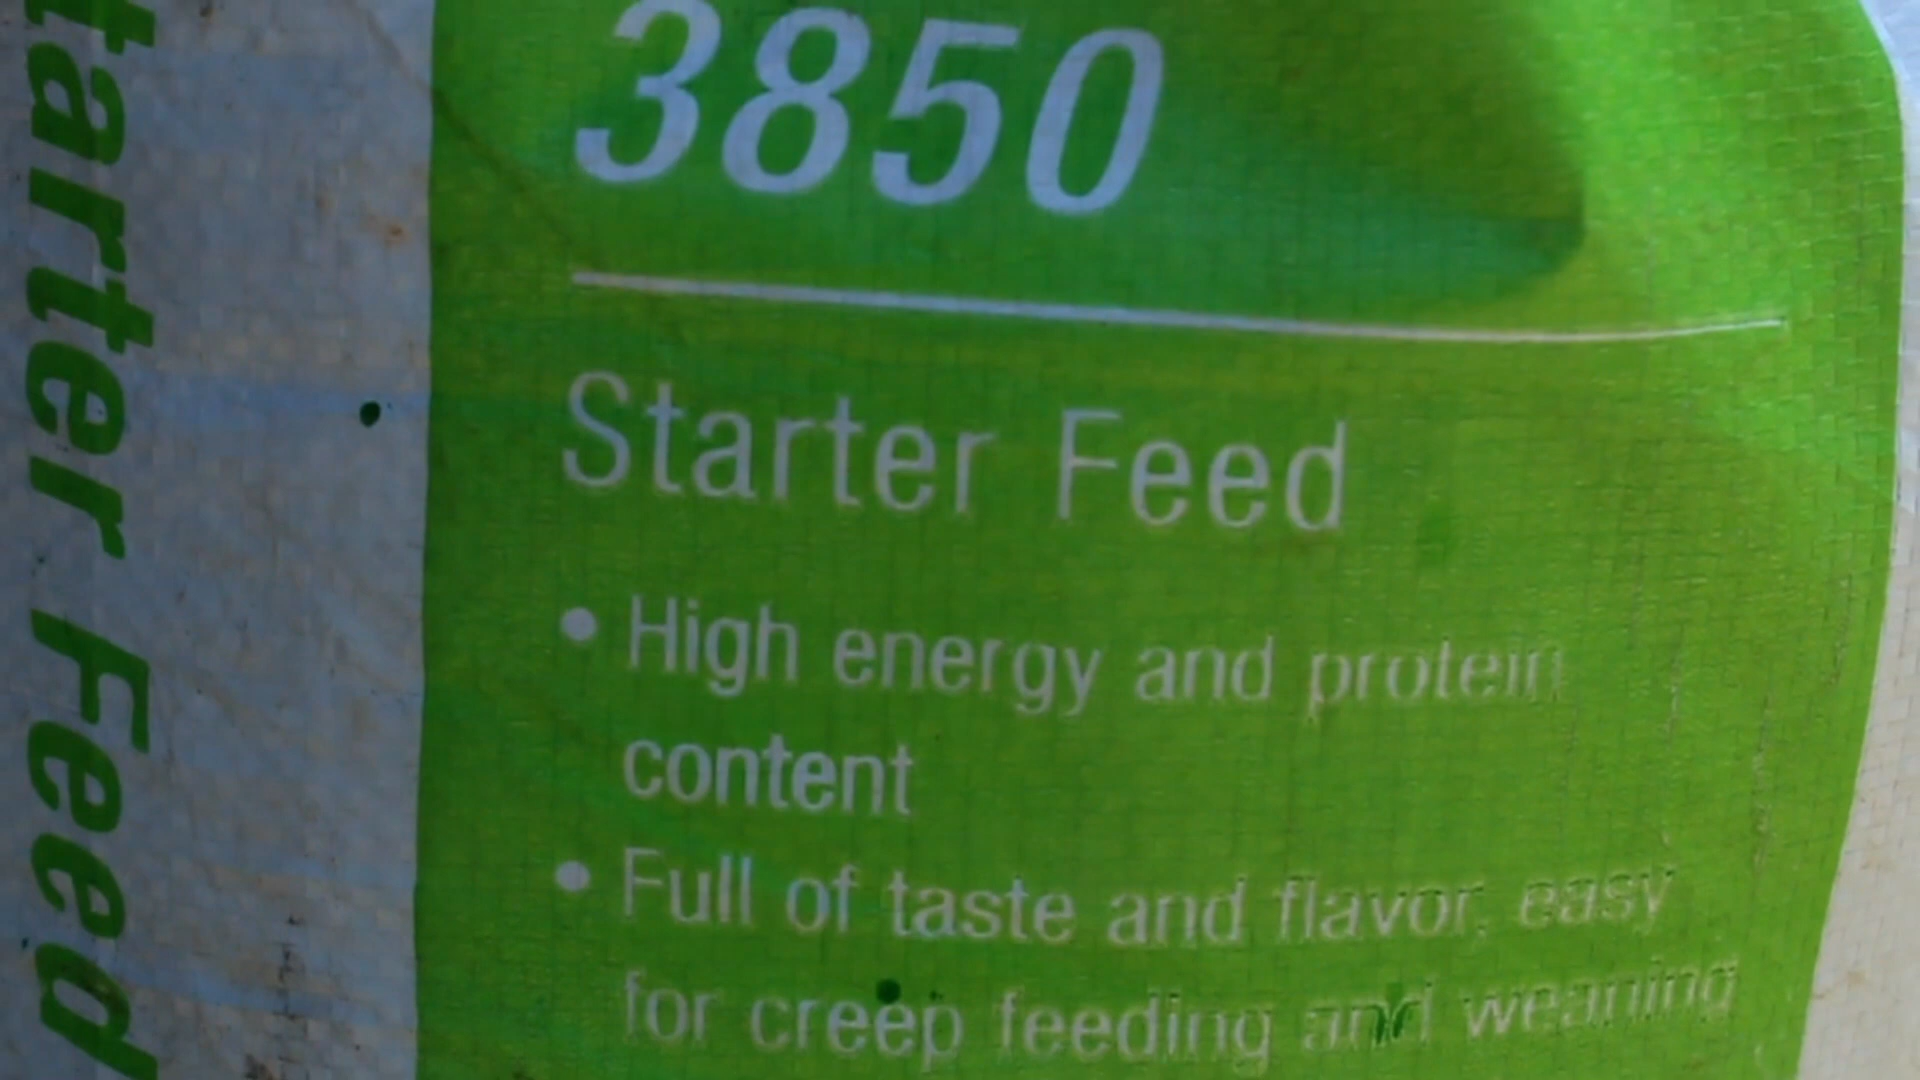 3850
Starter Feed
• High energy and protein
content
• Full of taste and flavor, easy
for creep feeding and weaning
tarter Feed